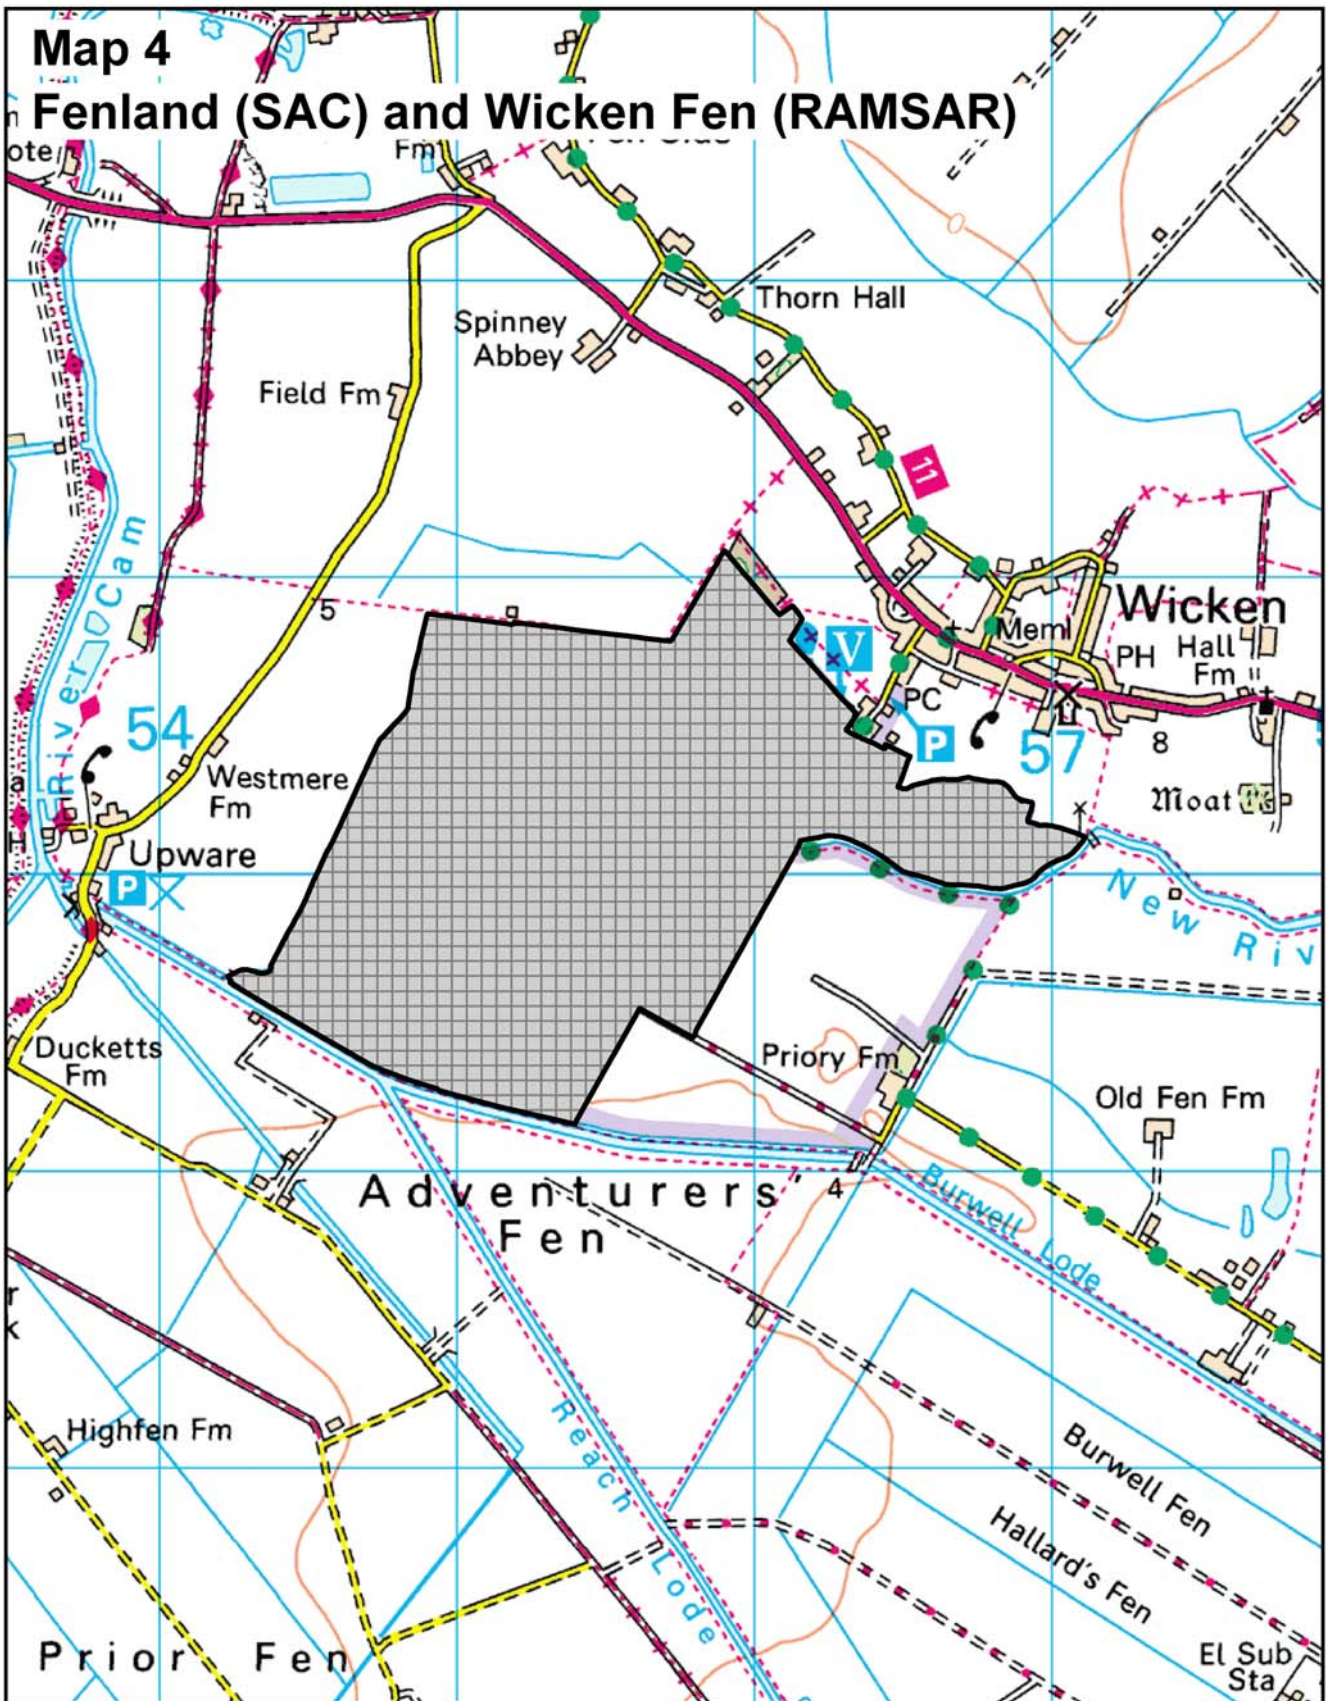 Map 4
Fenland (SAC) and Wicken Fen (RAMSAR)
ote
Fm
Thorn Hall
Spinney
Abbey
Field Fm
11
River Cam
5
Wicken
Meml
V
PH
Hall
Fm
PC
P
54
57
8
Westmere
Fm
Moat
a
H
Upware
P
New Riv
Ducketts
Fm
Priory Fm
Old Fen Fm
Adventurers'
Fen
4
Burwell Lode
r
k
Highfen Fm
Reach Lode
Burwell Fen
Hallard's Fen
Prior Fen
El Sub
Sta